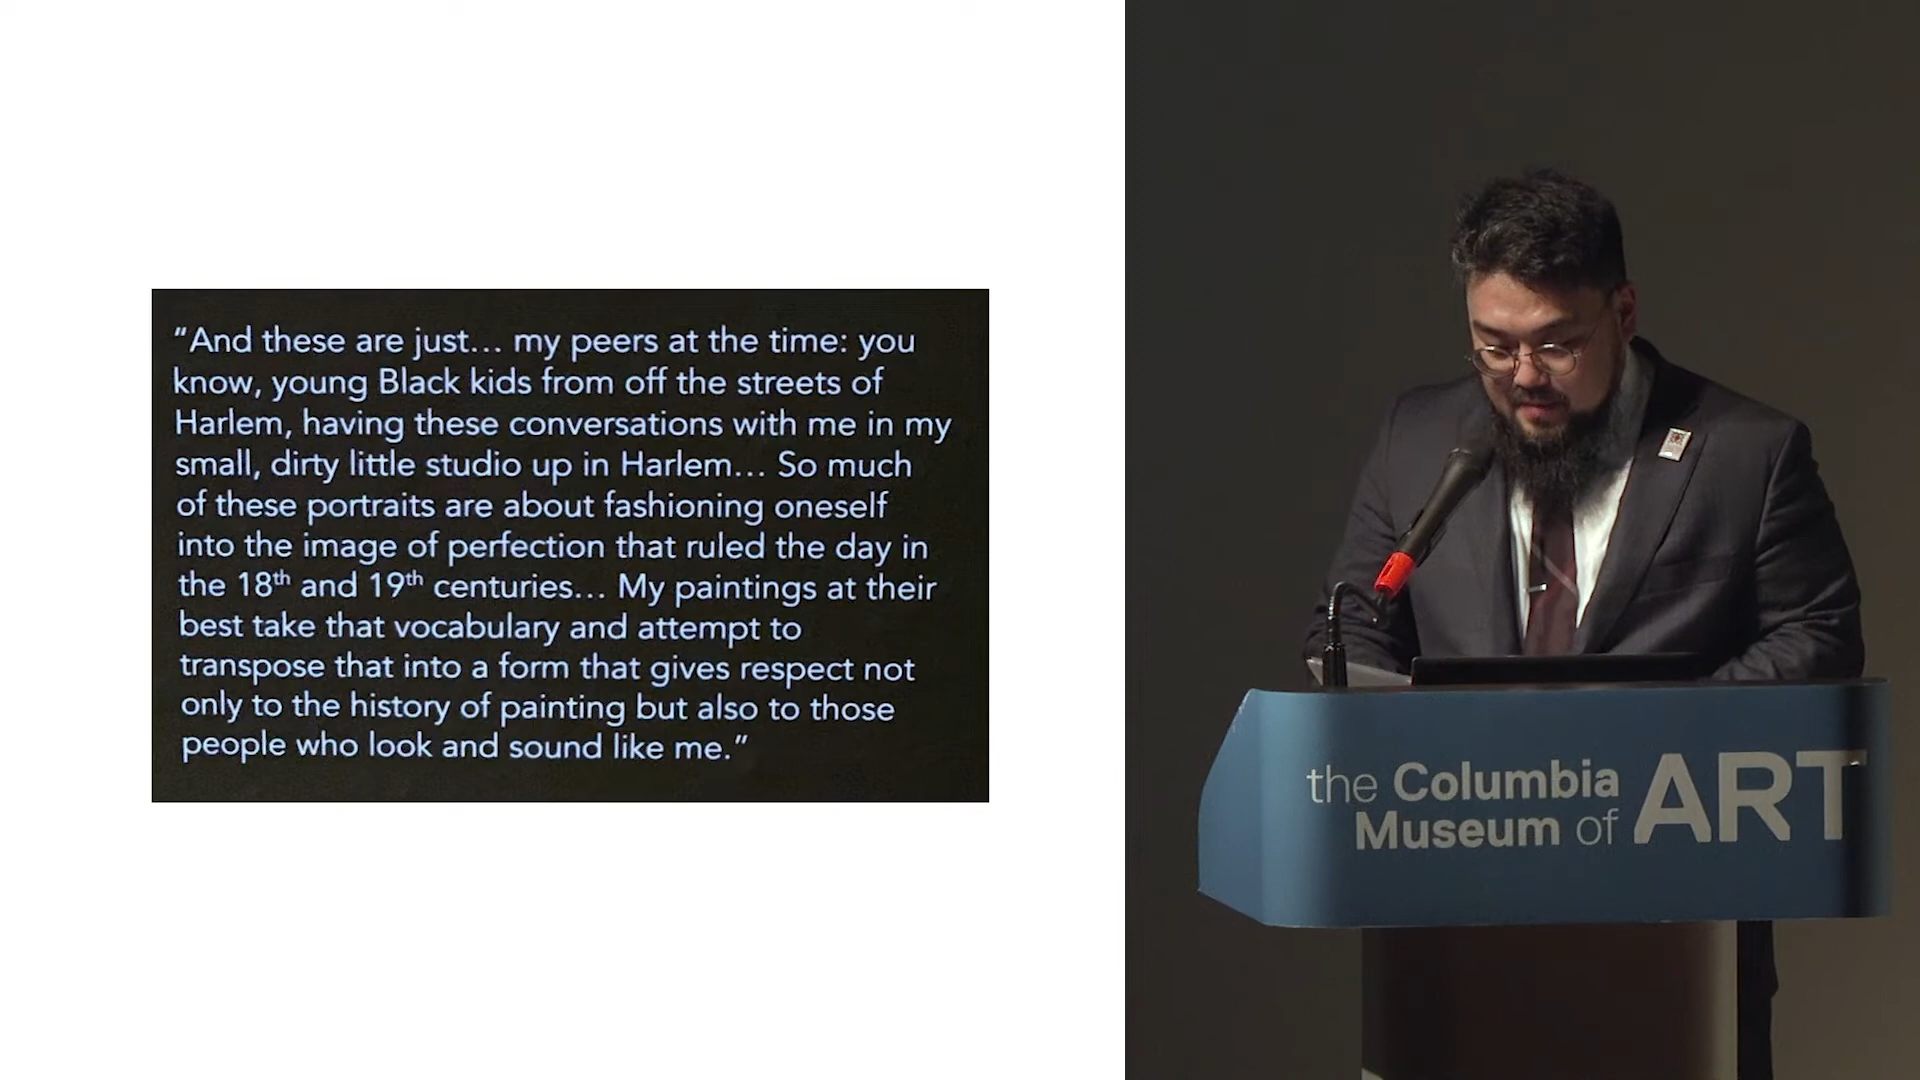 “And these are just... my peers at the time: you
know, young Black kids from off the streets of
Harlem, having these conversations with me in my
small, dirty little studio up in Harlem... So much
of these portraits are about fashioning oneself
into the image of perfection that ruled the day in
the 18th and 19th centuries... My paintings at their
best take that vocabulary and attempt to
transpose that into a form that gives respect not
only to the history of painting but also to those
people who look and sound like me.”
the Columbia
Museum of ART